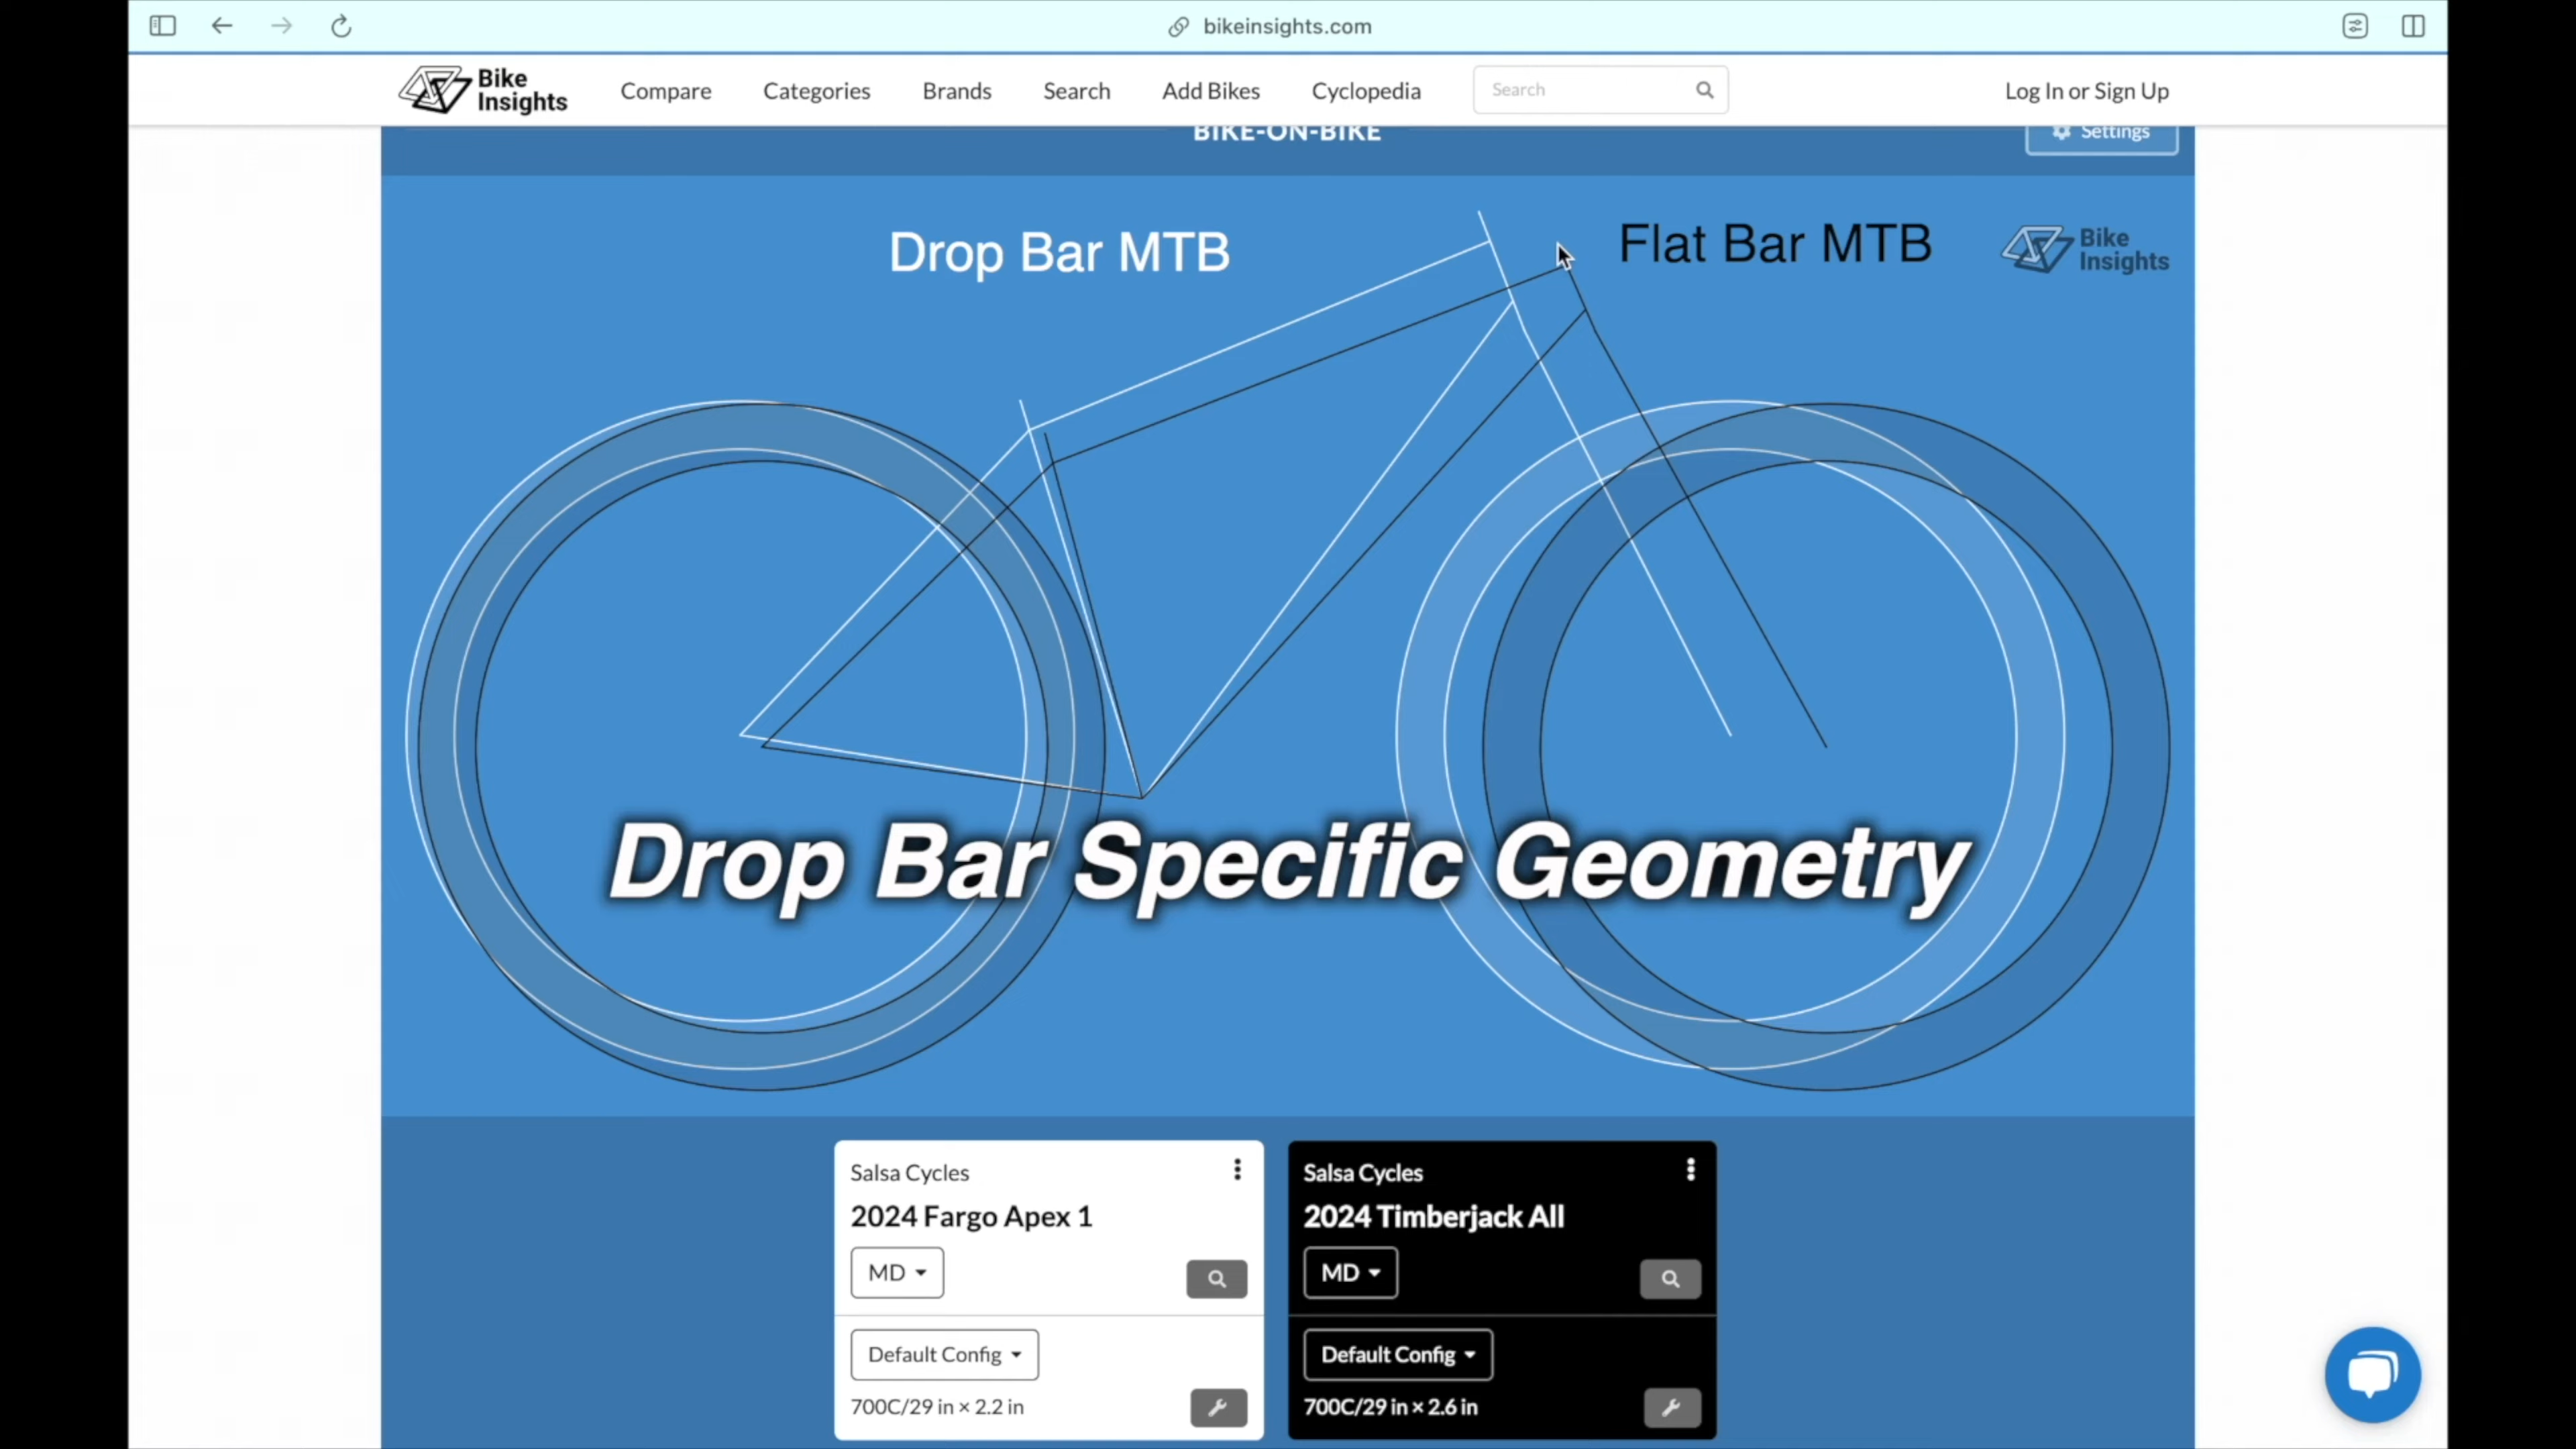 bikeinsights.com
Bike
Insights
Compare
Categories
Brands
Search
Add Bikes
Cyclopedia
Search
Log In or Sign Up
BIKE-ON-BIKE
Settings
Drop Bar MTB
Flat Bar MTB
Bike
Insights
Drop Bar Specific Geometry
Salsa Cycles
2024 Fargo Apex 1
MD
Default Config
700C/29 in × 2.2 in
Salsa Cycles
2024 Timberjack All
MD
Default Config
700C/29 in × 2.6 in